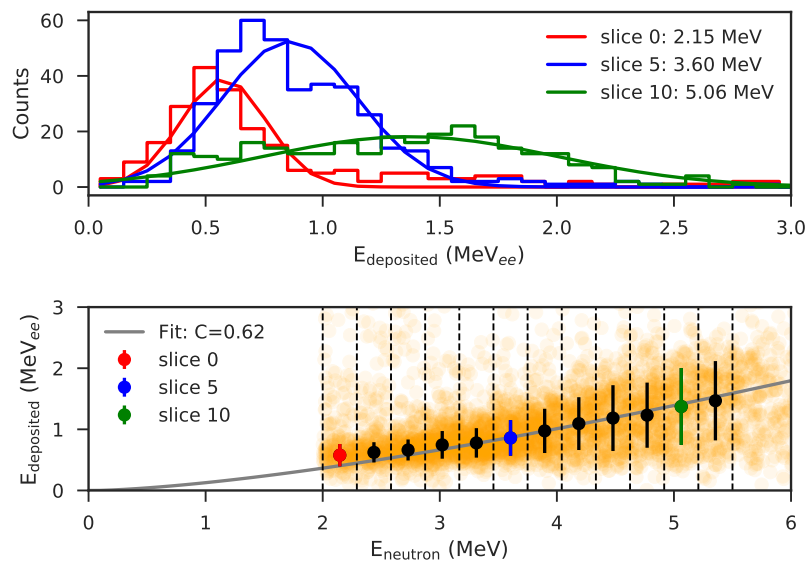 60
40
20
0
Counts
slice 0: 2.15 MeV
slice 5: 3.60 MeV
slice 10: 5.06 MeV
0.0 0.5 1.0 1.5 2.0 2.5 3.0
E_deposited (MeV_ee)
3
2
1
0
E_deposited (MeV_ee)
Fit: C=0.62
slice 0
slice 5
slice 10
0 1 2 3 4 5 6
E_neutron (MeV)